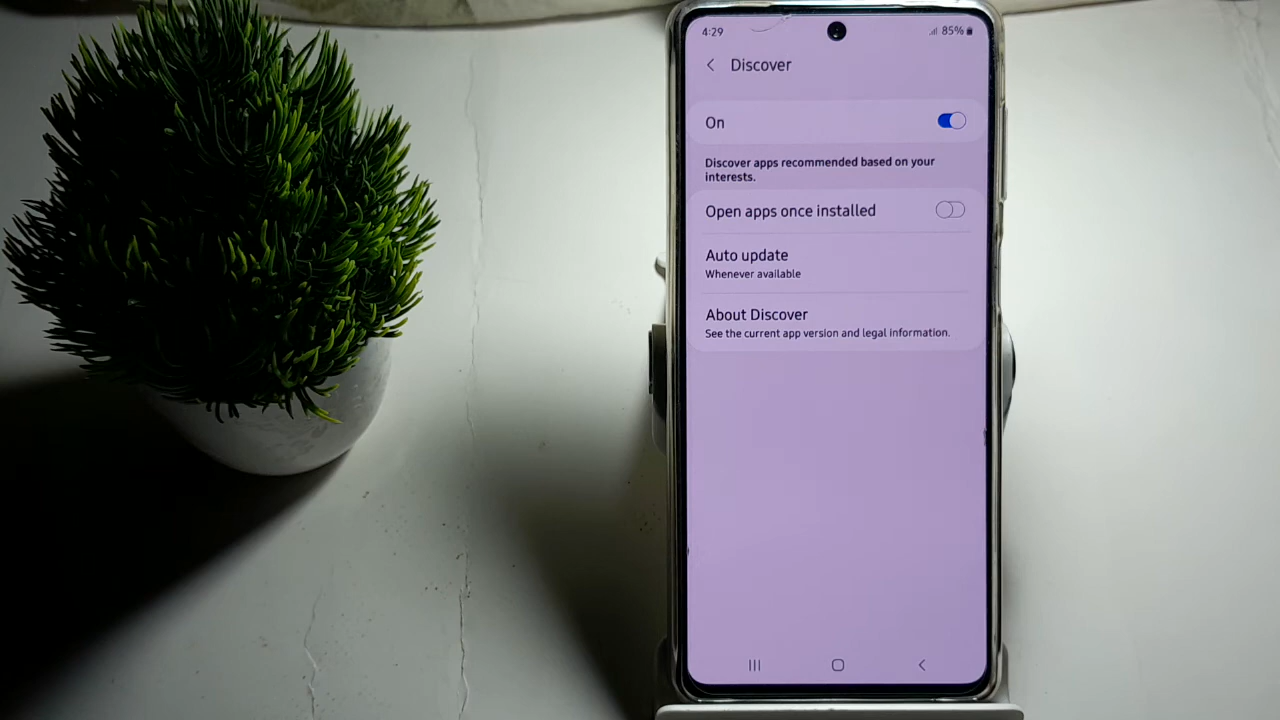 4:29
85%
Discover
On
Discover apps recommended based on your
interests.
Open apps once installed
Auto update
Whenever available
About Discover
See the current app version and legal information.